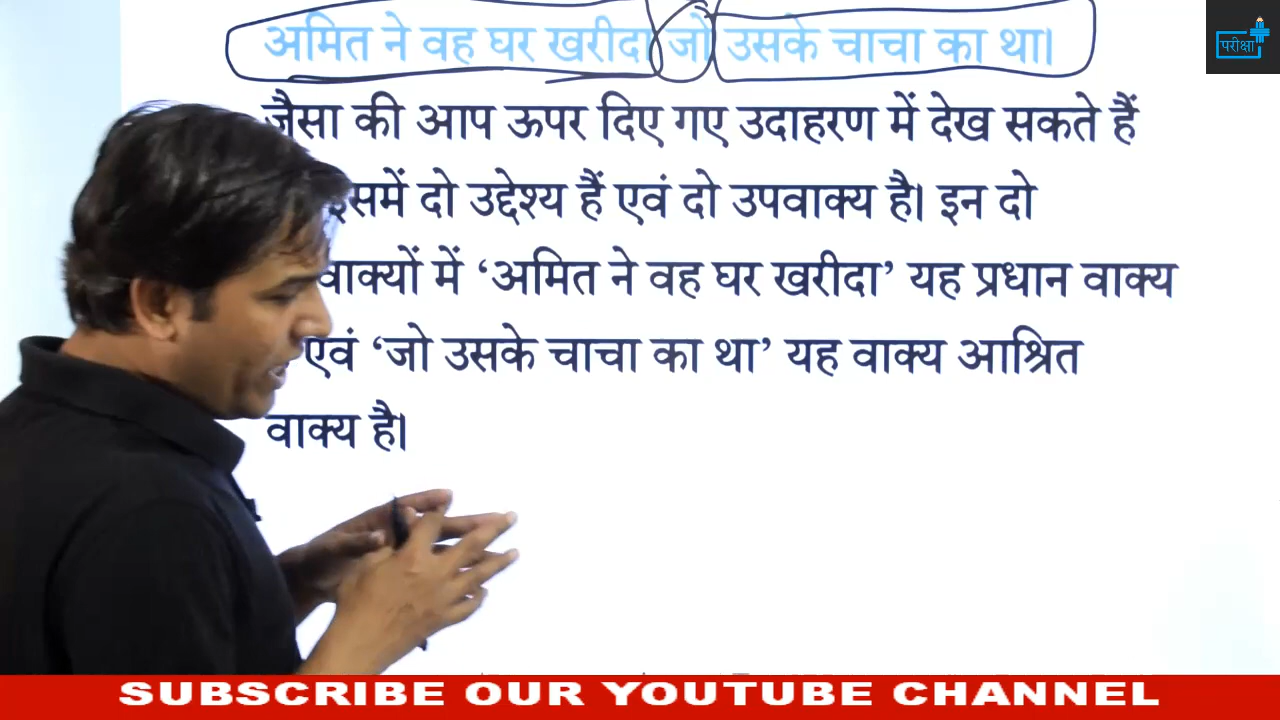 अमित ने वह घर खरीदा जो उसके चाचा का था।
परीक्षा
जैसा की आप ऊपर दिए गए उदाहरण में देख सकते हैं
इसमें दो उद्देश्य हैं एवं दो उपवाक्य है। इन दो
वाक्यों में ‘अमित ने वह घर खरीदा’ यह प्रधान वाक्य
एवं ‘जो उसके चाचा का था’ यह वाक्य आश्रित
वाक्य है।
SUBSCRIBE OUR YOUTUBE CHANNEL